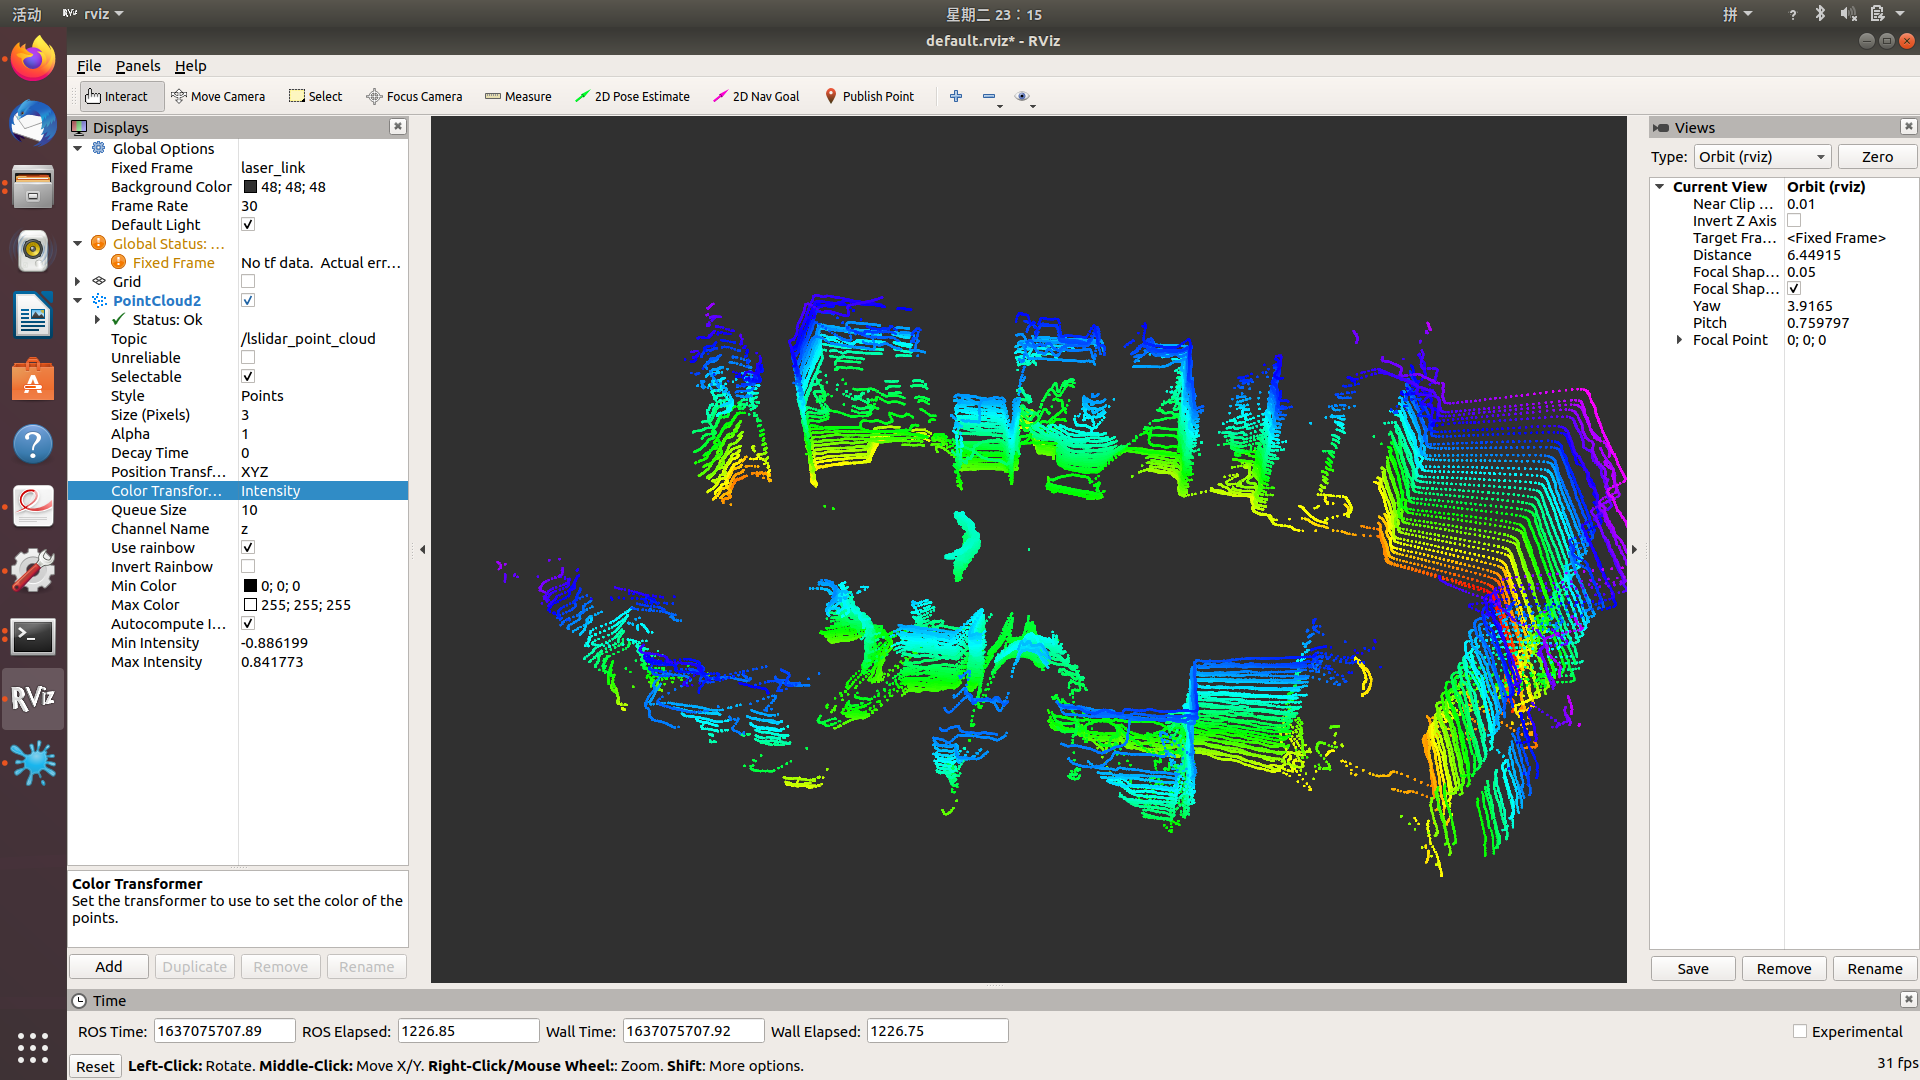 活动 RViz rviz 星期二 23：15 拼 ?
default.rviz* - RViz
File Panels Help
Interact Move Camera Select Focus Camera Measure 2D Pose Estimate 2D Nav Goal Publish Point
Displays
Global Options
Fixed Frame laser_link
Background Color 48; 48; 48
Frame Rate 30
Default Light
Global Status: ...
Fixed Frame No tf data. Actual err...
Grid
PointCloud2
Status: Ok
Topic /lslidar_point_cloud
Unreliable
Selectable
Style Points
Size (Pixels) 3
Alpha 1
Decay Time 0
Position Transf... XYZ
Color Transfor... Intensity
Queue Size 10
Channel Name z
Use rainbow
Invert Rainbow
Min Color 0; 0; 0
Max Color 255; 255; 255
Autocompute I...
Min Intensity -0.886199
Max Intensity 0.841773
Color Transformer
Set the transformer to use to set the color of the
points.
Add Duplicate Remove Rename
Views
Type: Orbit (rviz) Zero
Current View Orbit (rviz)
Near Clip ... 0.01
Invert Z Axis
Target Fra... <Fixed Frame>
Distance 6.44915
Focal Shap... 0.05
Focal Shap...
Yaw 3.9165
Pitch 0.759797
Focal Point 0; 0; 0
Save Remove Rename
RViz
Time
ROS Time: 1637075707.89 ROS Elapsed: 1226.85 Wall Time: 1637075707.92 Wall Elapsed: 1226.75 Experimental
Reset Left-Click: Rotate. Middle-Click: Move X/Y. Right-Click/Mouse Wheel:: Zoom. Shift: More options. 31 fps